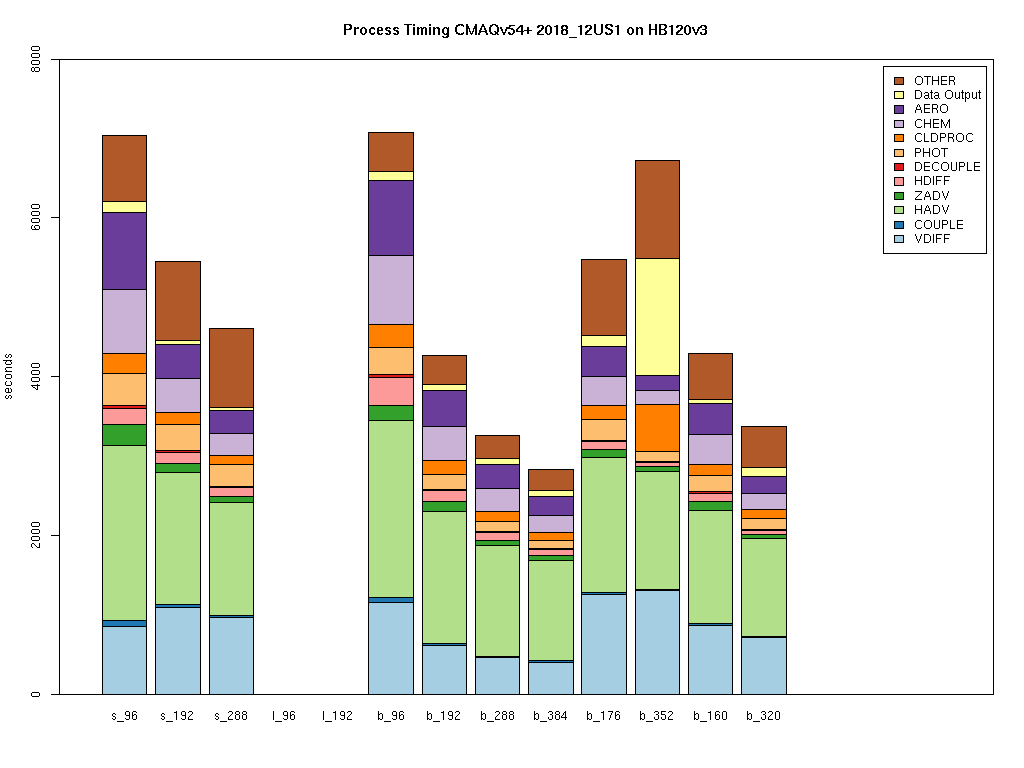 Process Timing CMAQv54+ 2018_12US1 on HB120v3
8000
6000
4000
2000
0
seconds
OTHER
Data Output
AERO
CHEM
CLDPROC
PHOT
DECOUPLE
HDIFF
ZADV
HADV
COUPLE
VDIFF
s_96 s_192 s_288 l_96 l_192 b_96 b_192 b_288 b_384 b_176 b_352 b_160 b_320